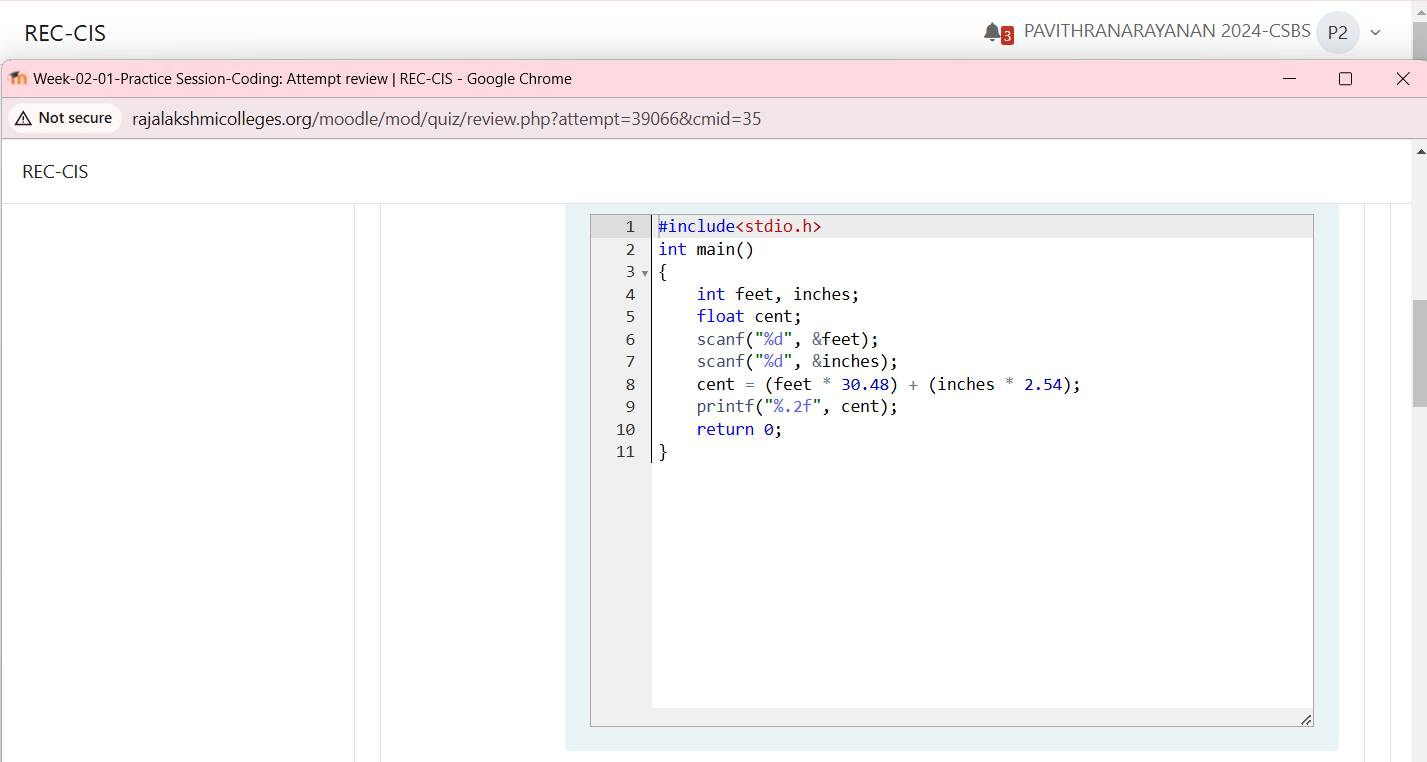 REC-CIS
3 PAVITHRANARAYANAN 2024-CSBS P2
Week-02-01-Practice Session-Coding: Attempt review | REC-CIS - Google Chrome
Not secure rajalakshmicolleges.org/moodle/mod/quiz/review.php?attempt=39066&cmid=35
REC-CIS
1 #include<stdio.h>
2 int main()
3 {
4     int feet, inches;
5     float cent;
6     scanf("%d", &feet);
7     scanf("%d", &inches);
8     cent = (feet * 30.48) + (inches * 2.54);
9     printf("%.2f", cent);
10     return 0;
11 }